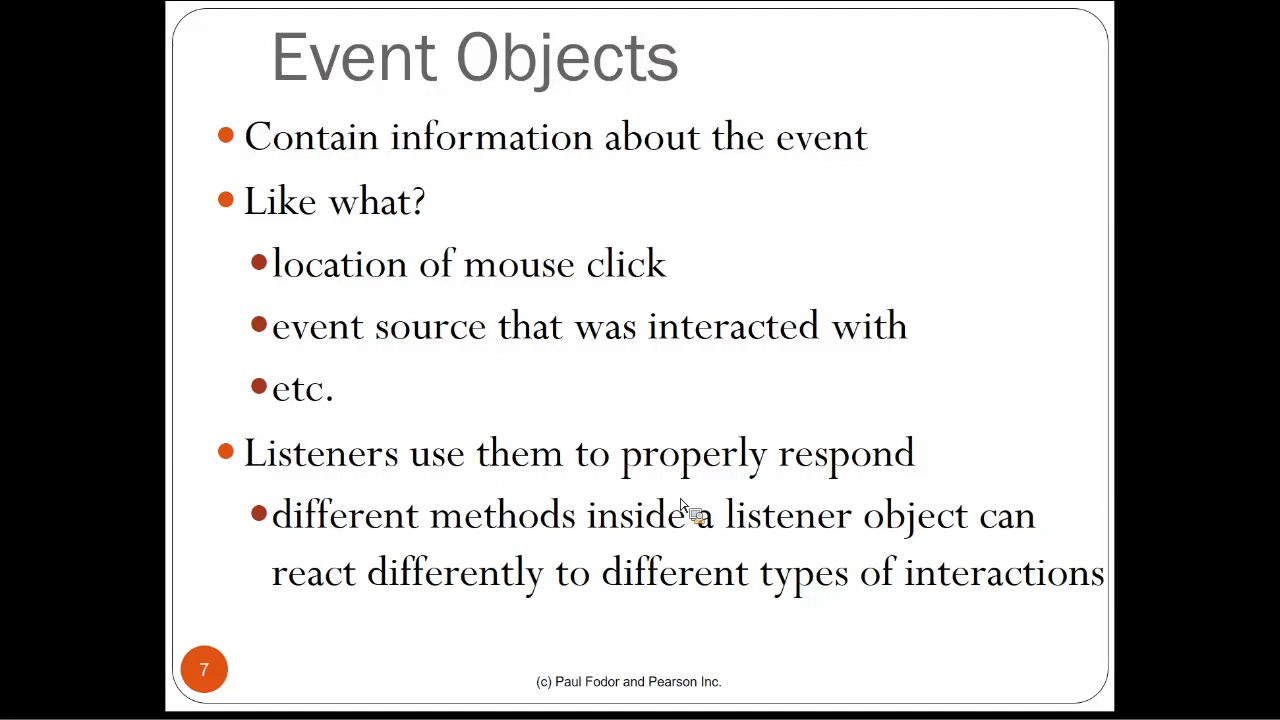 Event Objects
Contain information about the event
Like what?
location of mouse click
event source that was interacted with
etc.
Listeners use them to properly respond
different methods inside a listener object can
react differently to different types of interactions
7
(c) Paul Fodor and Pearson Inc.